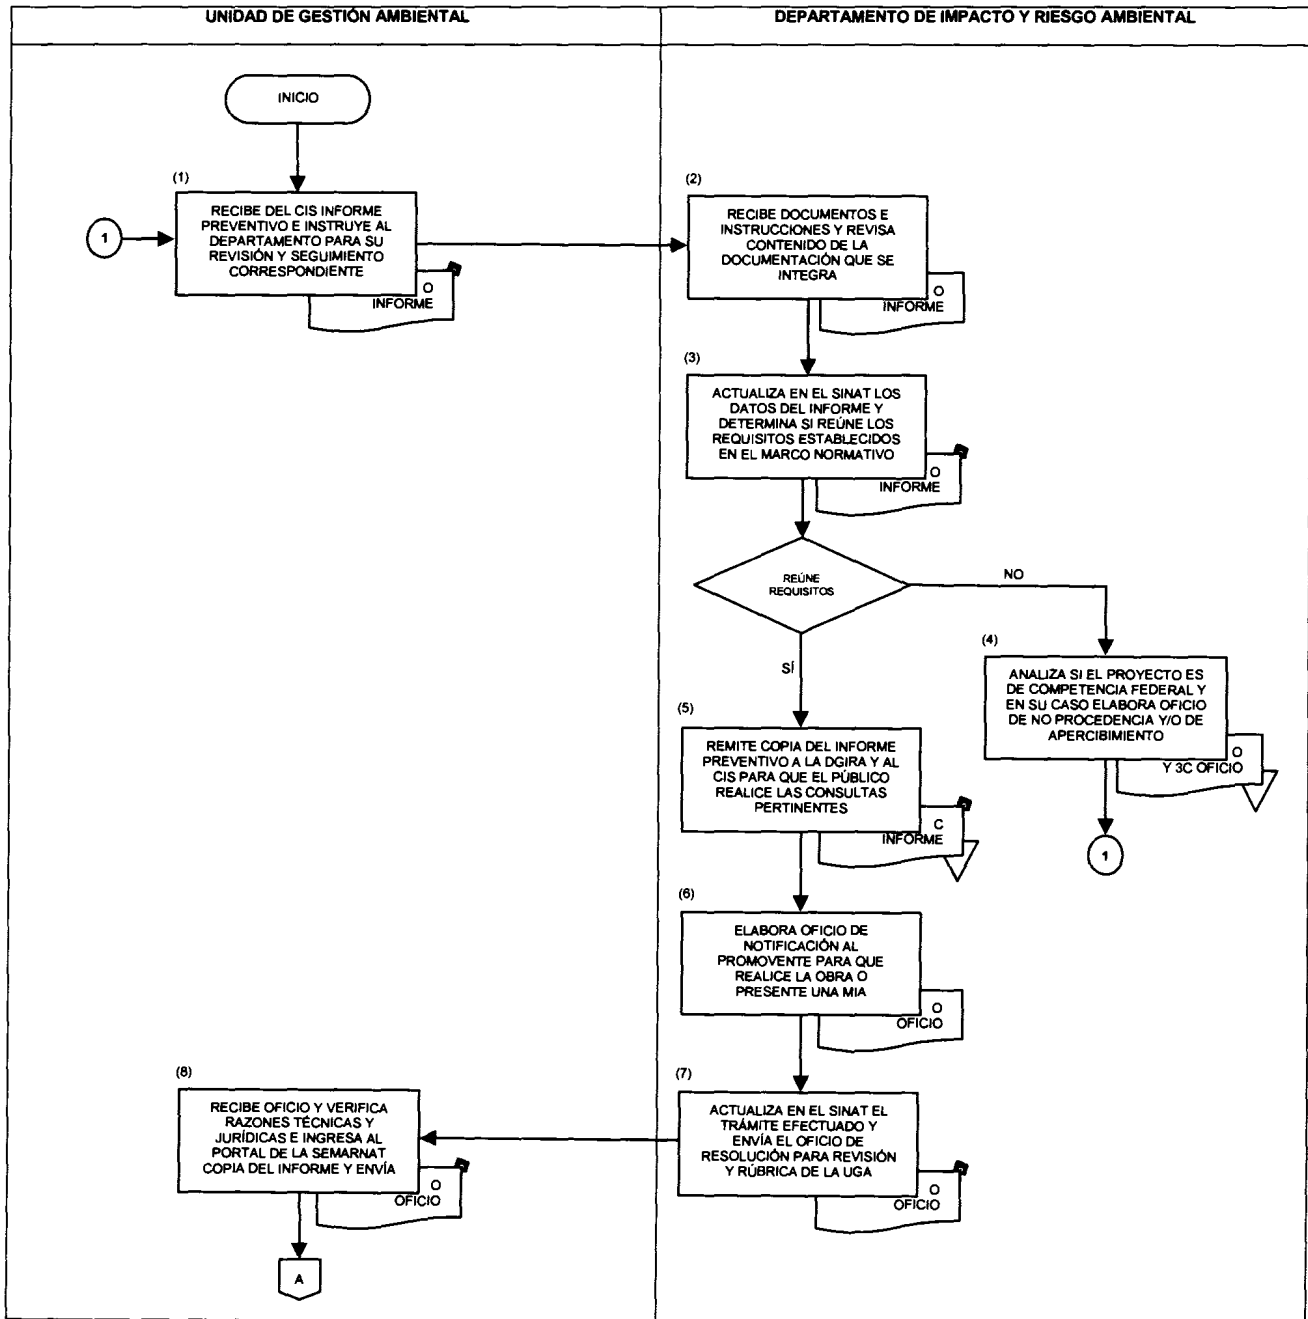 UNIDAD DE GESTIÓN AMBIENTAL
DEPARTAMENTO DE IMPACTO Y RIESGO AMBIENTAL
INICIO
(1)
1
RECIBE DEL CIS INFORME
PREVENTIVO E INSTRUYE AL
DEPARTAMENTO PARA SU
REVISIÓN Y SEGUIMIENTO
CORRESPONDIENTE
O
INFORME
(2)
RECIBE DOCUMENTOS E
INSTRUCCIONES Y REVISA
CONTENIDO DE LA
DOCUMENTACIÓN QUE SE
INTEGRA
O
INFORME
(3)
ACTUALIZA EN EL SINAT LOS
DATOS DEL INFORME Y
DETERMINA SI REÚNE LOS
REQUISITOS ESTABLECIDOS
EN EL MARCO NORMATIVO
O
INFORME
REÚNE
REQUISITOS
NO
SÍ
(4)
ANALIZA SI EL PROYECTO ES
DE COMPETENCIA FEDERAL Y
EN SU CASO ELABORA OFICIO
DE NO PROCEDENCIA Y/O DE
APERCIBIMIENTO
O
Y 3C OFICIO
1
(5)
REMITE COPIA DEL INFORME
PREVENTIVO A LA DGIRA Y AL
CIS PARA QUE EL PÚBLICO
REALICE LAS CONSULTAS
PERTINENTES
C
INFORME
(6)
ELABORA OFICIO DE
NOTIFICACIÓN AL
PROMOVENTE PARA QUE
REALICE LA OBRA O
PRESENTE UNA MIA
O
OFICIO
(7)
ACTUALIZA EN EL SINAT EL
TRÁMITE EFECTUADO Y
ENVÍA EL OFICIO DE
RESOLUCIÓN PARA REVISIÓN
Y RÚBRICA DE LA UGA
O
OFICIO
(8)
RECIBE OFICIO Y VERIFICA
RAZONES TÉCNICAS Y
JURÍDICAS E INGRESA AL
PORTAL DE LA SEMARNAT
COPIA DEL INFORME Y ENVÍA
O
OFICIO
A